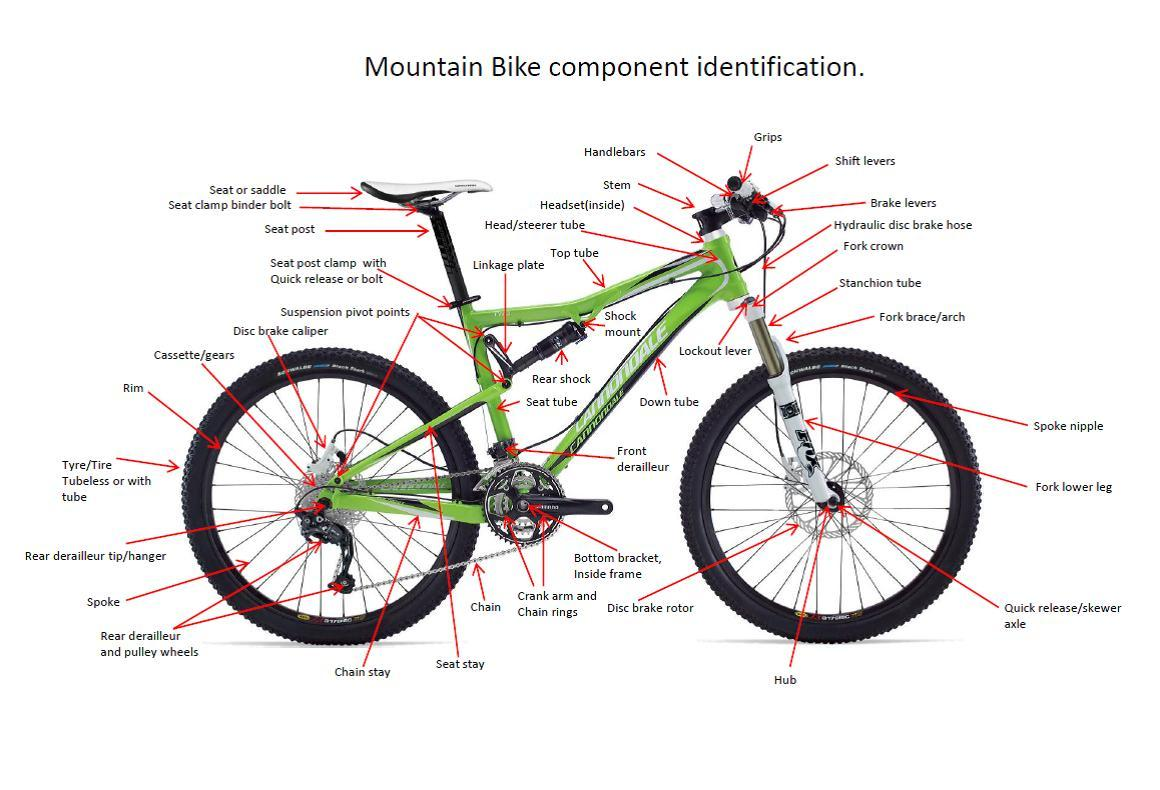 Mountain Bike component identification.
Grips
Handlebars
Shift levers
Stem
Seat or saddle
Seat clamp binder bolt
Headset(inside)
Brake levers
Seat post
Head/steerer tube
Hydraulic disc brake hose
Fork crown
Top tube
Seat post clamp with
Quick release or bolt
Linkage plate
Stanchion tube
Suspension pivot points
Shock
mount
Fork brace/arch
Disc brake caliper
Lockout lever
Cassette/gears
Rear shock
Rim
Seat tube
Down tube
CANNONDALE
CANNONDALE
Spoke nipple
Front
derailleur
Tyre/Tire
Tubeless or with
tube
Fork lower leg
Rear derailleur tip/hanger
Bottom bracket,
Inside frame
Spoke
Chain
Crank arm and
Chain rings
Disc brake rotor
Quick release/skewer
axle
Rear derailleur
and pulley wheels
Chain stay
Seat stay
Hub